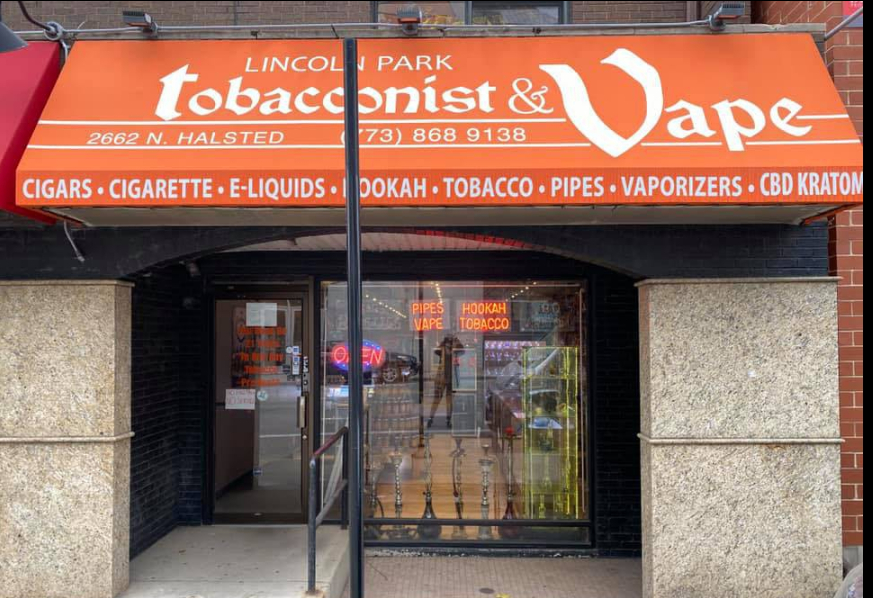 LINCOLN PARK
tobacconist & Vape
2662 N. HALSTED (773) 868 9138
CIGARS • CIGARETTE • E-LIQUIDS • HOOKAH • TOBACCO • PIPES • VAPORIZERS • CBD KRATOM
PIPES HOOKAH
VAPE TOBACCO
OPEN